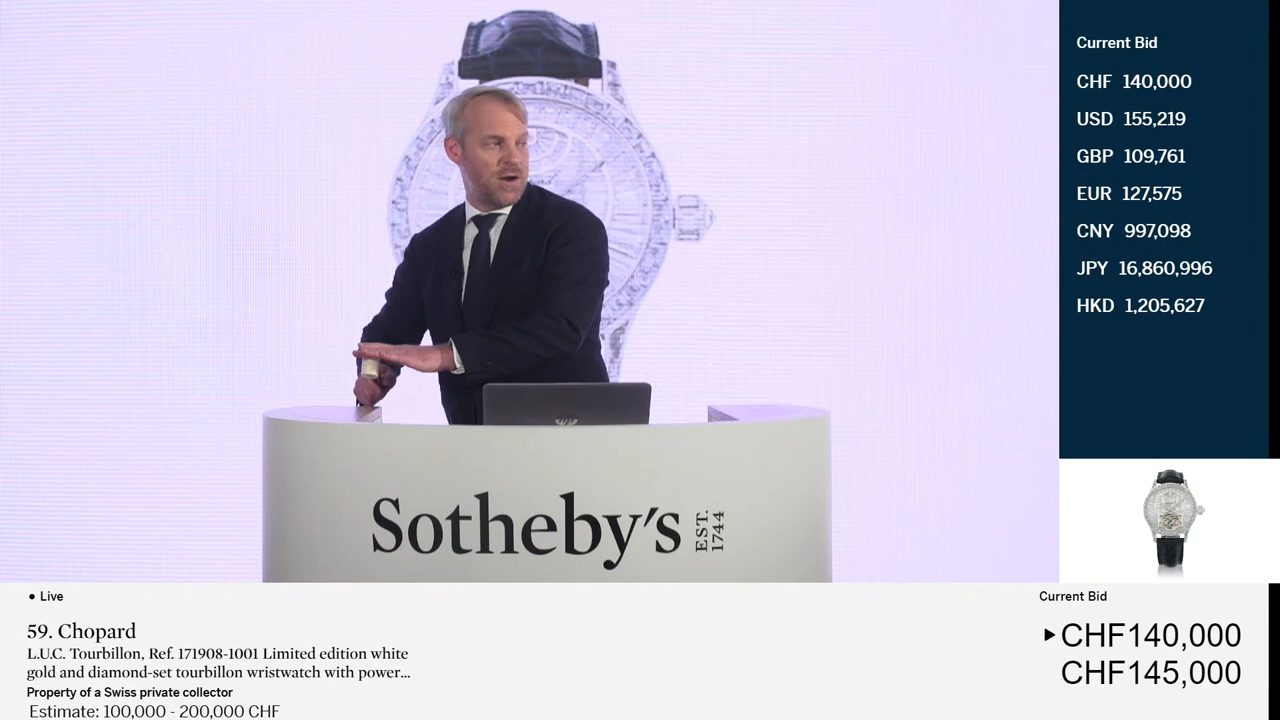 Current Bid
CHF 140,000
USD 155,219
GBP 109,761
EUR 127,575
CNY 997,098
JPY 16,860,996
HKD 1,205,627
Sotheby's
EST.
1744
• Live
59. Chopard
L.U.C. Tourbillon, Ref. 171908-1001 Limited edition white
gold and diamond-set tourbillon wristwatch with power...
Property of a Swiss private collector
Estimate: 100,000 - 200,000 CHF
Current Bid
CHF140,000
CHF145,000